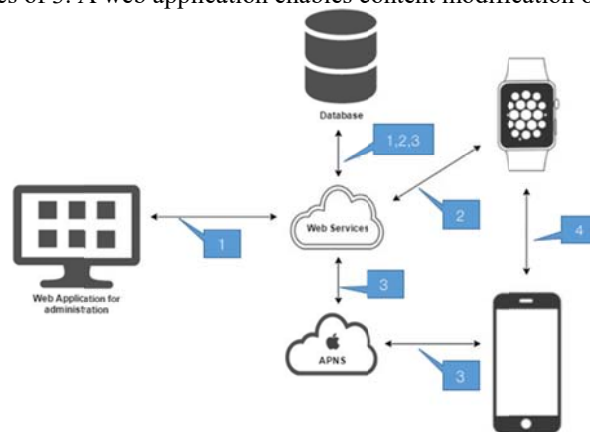 es of 3. A web application enables content modification o
Database
1,2,3
Web Services
2
1
4
3
Web Application for
administration
APNS
3